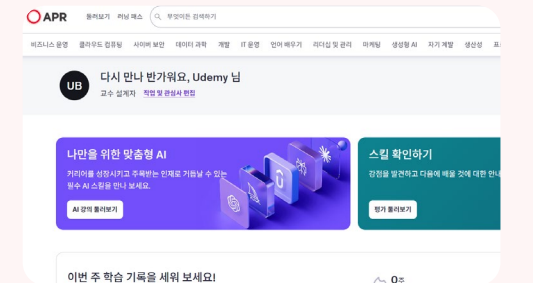 APR
둘러보기 러닝 패스 무엇이든 검색하기
비즈니스 운영 클라우드 컴퓨팅 사이버 보안 데이터 과학 개발 IT 운영 언어 배우기 리더십 및 관리 마케팅 생성형 AI 자기 계발 생산성
UB
다시 만나 반가워요, Udemy 님
교수 설계자 직업 및 관심사 편집
나만을 위한 맞춤형 AI
커리어를 성장시키고 주목받는 인재로 거듭날 수 있는
필수 AI 스킬을 만나 보세요.
AI 강의 둘러보기
스킬 확인하기
강점을 발견하고 다음에 배울 것에 대한 안내
평가 둘러보기
이번 주 학습 기록을 세워 보세요!
0주